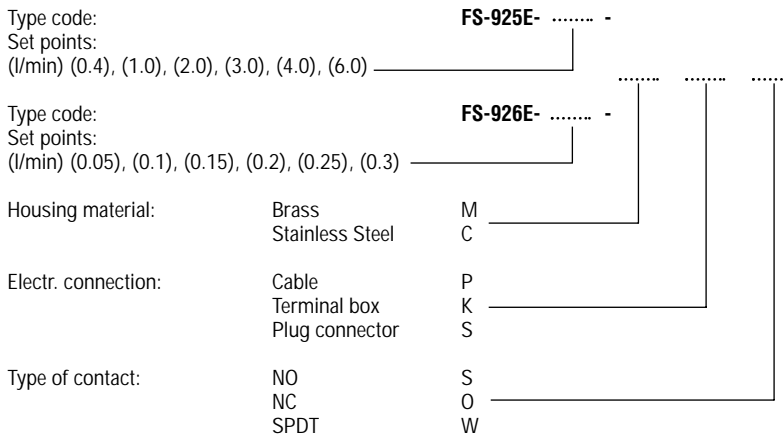 Type code: FS-925E- ........ -
Set points:
(l/min) (0.4), (1.0), (2.0), (3.0), (4.0), (6.0)
........ ........ ........
Type code: FS-926E- ........ -
Set points:
(l/min) (0.05), (0.1), (0.15), (0.2), (0.25), (0.3)
Housing material: Brass M
Stainless Steel C
Electr. connection: Cable P
Terminal box K
Plug connector S
Type of contact: NO S
NC O
SPDT W